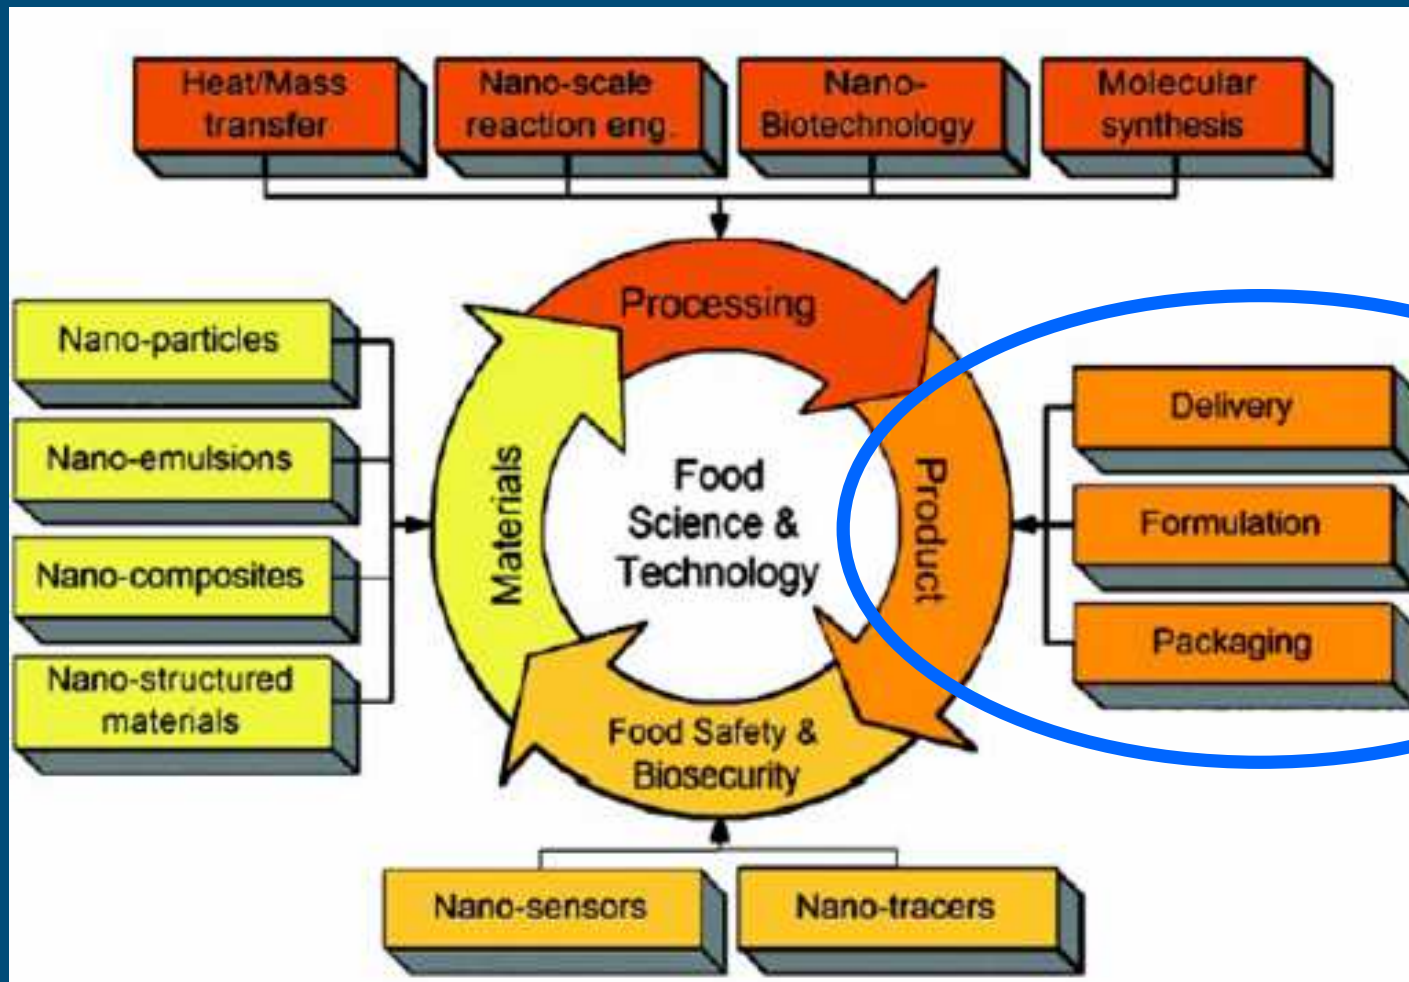 Heat/Mass
transfer
Nano-scale
reaction eng.
Nano-
Biotechnology
Molecular
synthesis
Processing
Nano-particles
Nano-emulsions
Nano-composites
Nano-structured
materials
Materials
Food
Science &
Technology
Product
Delivery
Formulation
Packaging
Food Safety &
Biosecurity
Nano-sensors
Nano-tracers